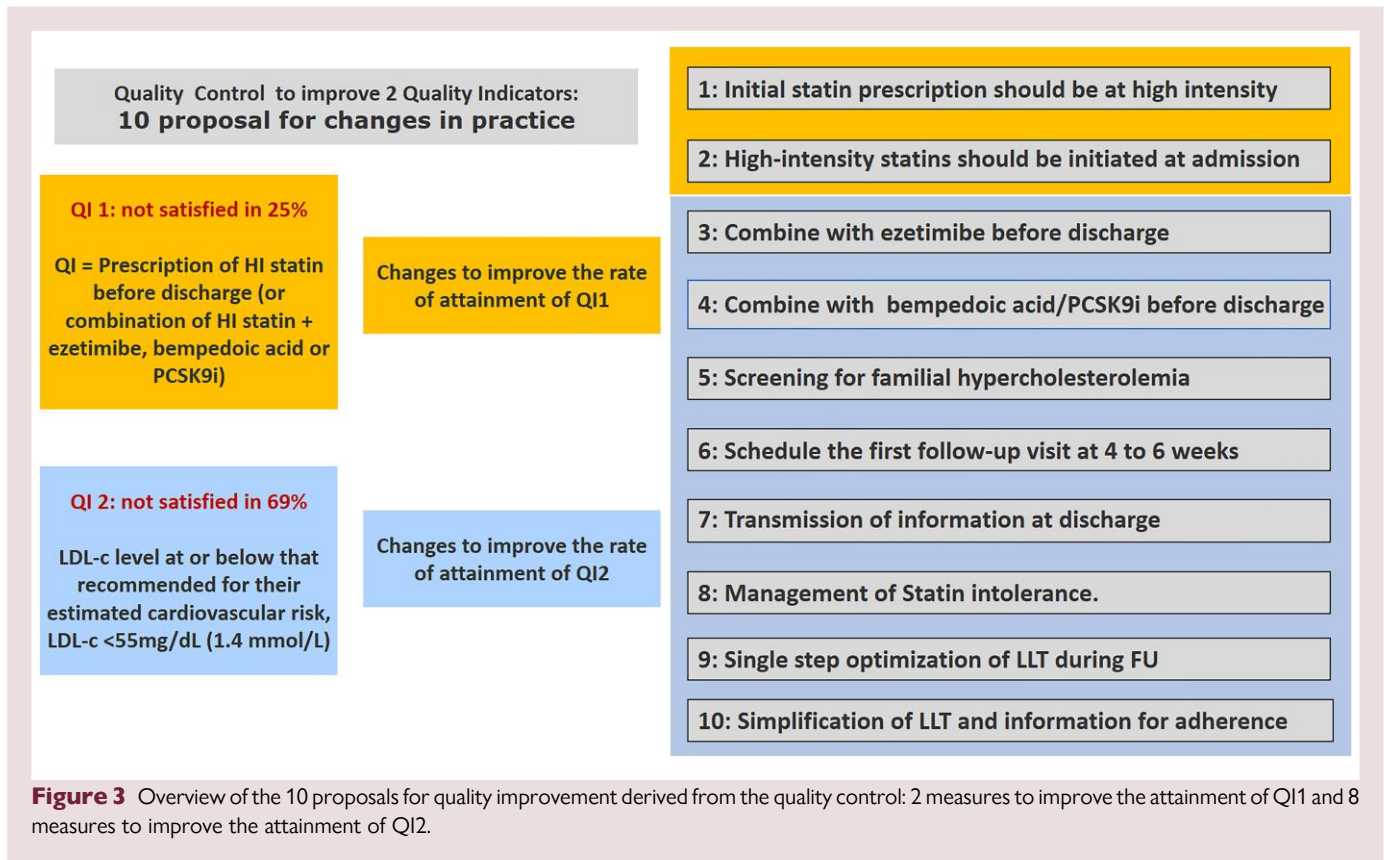 Quality Control to improve 2 Quality Indicators:
10 proposal for changes in practice
QI 1: not satisfied in 25%
QI = Prescription of HI statin
before discharge (or
combination of HI statin +
ezetimibe, bempedoic acid or
PCSK9i)
Changes to improve the rate
of attainment of QI1
QI 2: not satisfied in 69%
LDL-c level at or below that
recommended for their
estimated cardiovascular risk,
LDL-c <55mg/dL (1.4 mmol/L)
Changes to improve the rate
of attainment of QI2
1: Initial statin prescription should be at high intensity
2: High-intensity statins should be initiated at admission
3: Combine with ezetimibe before discharge
4: Combine with bempedoic acid/PCSK9i before discharge
5: Screening for familial hypercholesterolemia
6: Schedule the first follow-up visit at 4 to 6 weeks
7: Transmission of information at discharge
8: Management of Statin intolerance.
9: Single step optimization of LLT during FU
10: Simplification of LLT and information for adherence
Figure 3 Overview of the 10 proposals for quality improvement derived from the quality control: 2 measures to improve the attainment of QI1 and 8
measures to improve the attainment of QI2.